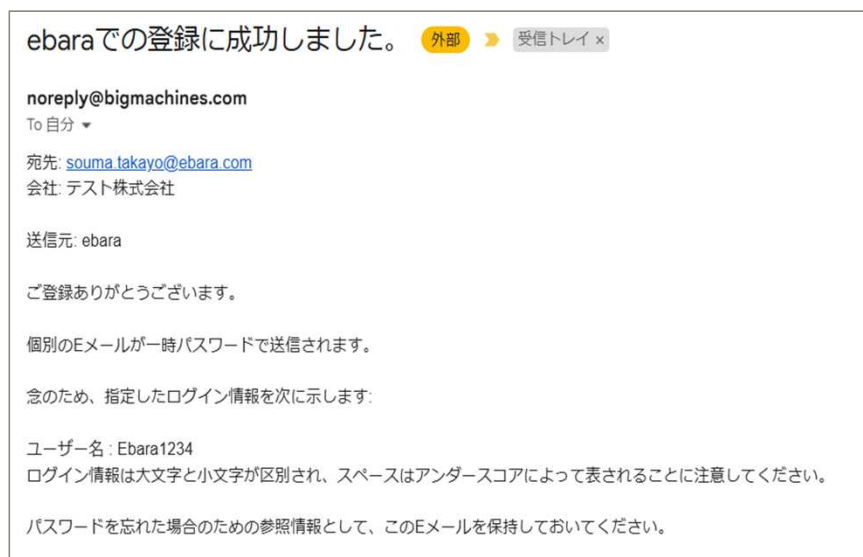 ebaraでの登録に成功しました。 外部 受信トレイ ×
noreply@bigmachines.com
To 自分
宛先: souma.takayo@ebara.com
会社: テスト株式会社
送信元: ebara
ご登録ありがとうございます。
個別のEメールが一時パスワードで送信されます。
念のため、指定したログイン情報を次に示します:
ユーザー名 : Ebara1234
ログイン情報は大文字と小文字が区別され、スペースはアンダースコアによって表されることに注意してください。
パスワードを忘れた場合のための参照情報として、このEメールを保持しておいてください。